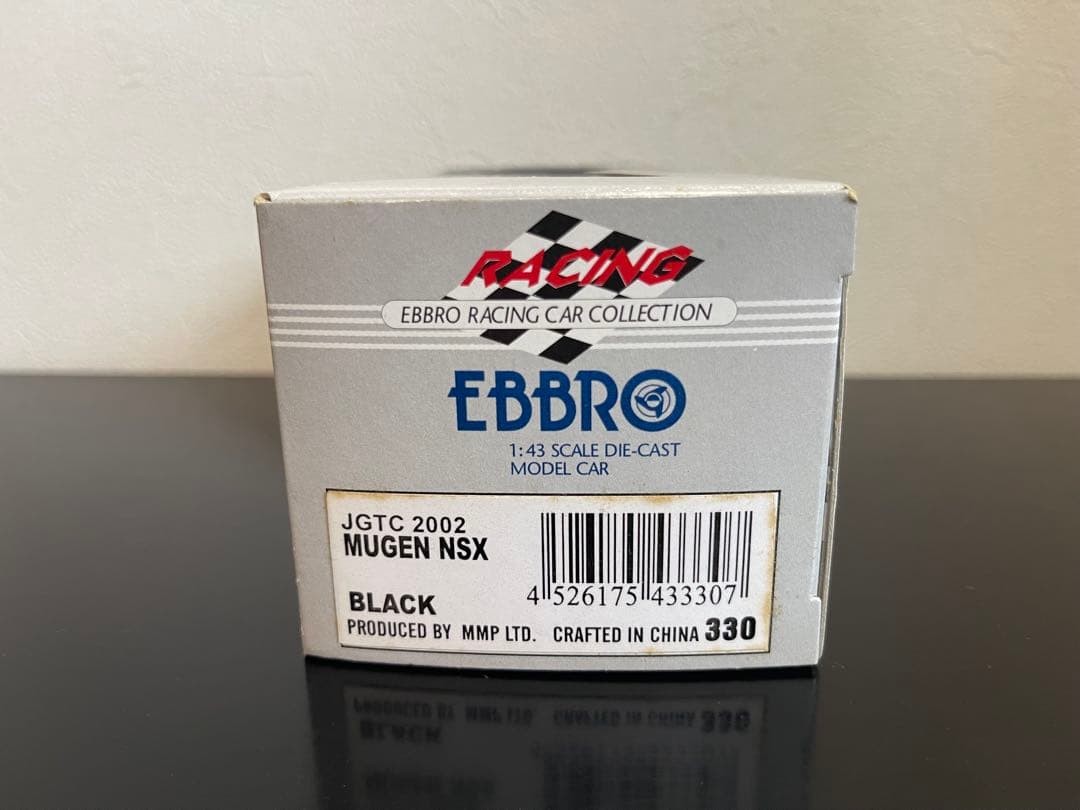 RACING
EBBRO RACING CAR COLLECTION
EBBRO
1:43 SCALE DIE-CAST
MODEL CAR
JGTC 2002
MUGEN NSX
BLACK
4 526175 433307
PRODUCED BY MMP LTD. CRAFTED IN CHINA 330